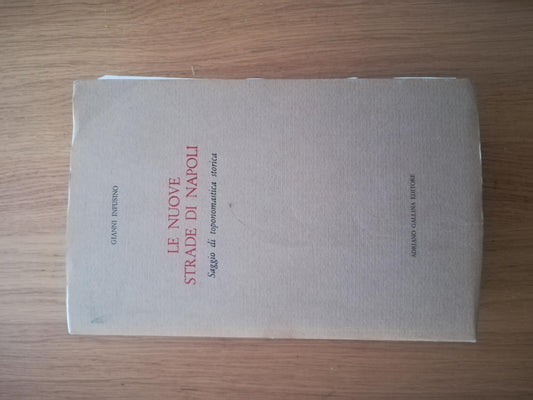 GIANNI INFUSINO
LE NUOVE
STRADE DI NAPOLI
Saggio di toponomastica storica
ADRIANO GALLINA EDITORE